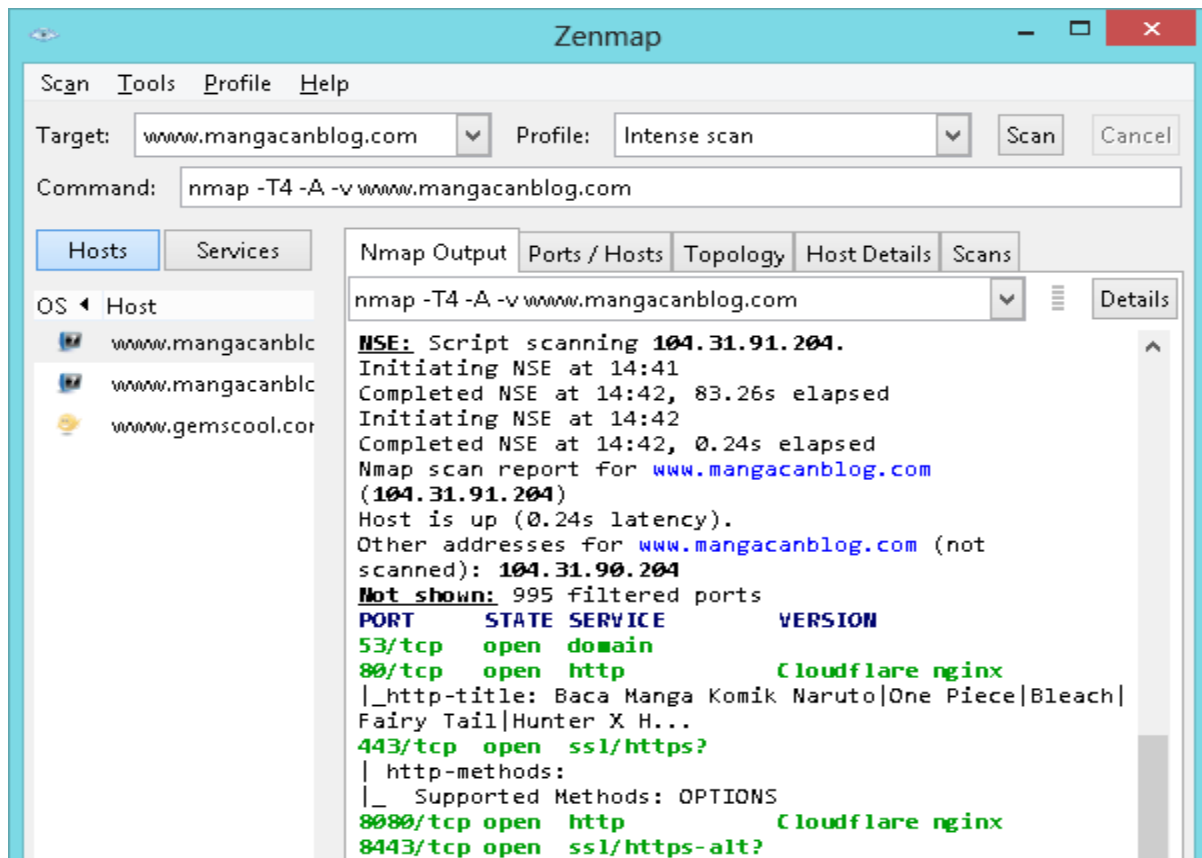 Zenmap
Scan Tools Profile Help
Target: www.mangacanblog.com Profile: Intense scan Scan Cancel
Command: nmap -T4 -A -v www.mangacanblog.com
Hosts Services Nmap Output Ports / Hosts Topology Host Details Scans
nmap -T4 -A -v www.mangacanblog.com Details
OS Host
www.mangacanblc
www.mangacanblc
www.gemscool.cor
NSE: Script scanning 104.31.91.204.
Initiating NSE at 14:41
Completed NSE at 14:42, 83.26s elapsed
Initiating NSE at 14:42
Completed NSE at 14:42, 0.24s elapsed
Nmap scan report for www.mangacanblog.com
(104.31.91.204)
Host is up (0.24s latency).
Other addresses for www.mangacanblog.com (not
scanned): 104.31.90.204
Not shown: 995 filtered ports
PORT STATE SERVICE VERSION
53/tcp open domain
80/tcp open http Cloudflare nginx
|_http-title: Baca Manga Komik Naruto|One Piece|Bleach|
Fairy Tail|Hunter X H...
443/tcp open ssl/https?
| http-methods:
|_ Supported Methods: OPTIONS
8080/tcp open http Cloudflare nginx
8443/tcp open ssl/https-alt?